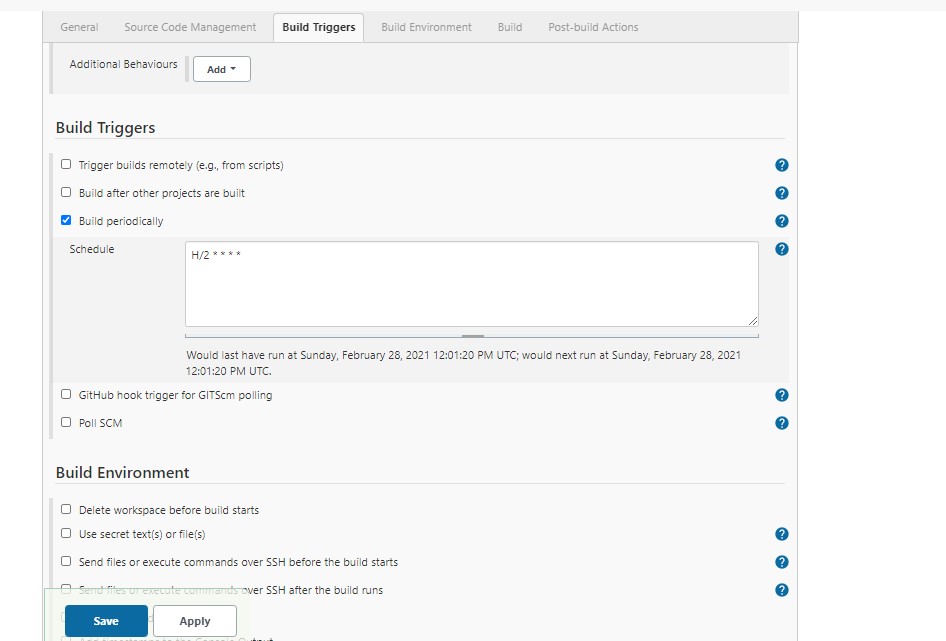 General Source Code Management Build Triggers Build Environment Build Post-build Actions
Additional Behaviours Add
Build Triggers
Trigger builds remotely (e.g., from scripts)
Build after other projects are built
Build periodically
Schedule
H/2 * * * *
Would last have run at Sunday, February 28, 2021 12:01:20 PM UTC; would next run at Sunday, February 28, 2021
12:01:20 PM UTC.
GitHub hook trigger for GITScm polling
Poll SCM
Build Environment
Delete workspace before build starts
Use secret text(s) or file(s)
Send files or execute commands over SSH before the build starts
Send files or execute commands over SSH after the build runs
Save Apply